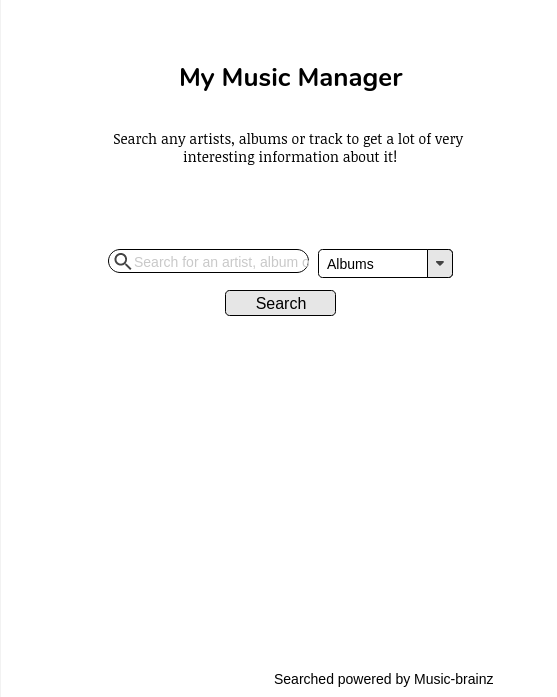 My Music Manager
Search any artists, albums or track to get a lot of very
interesting information about it!
Search for an artist, album
Albums
Search
Searched powered by Music-brainz